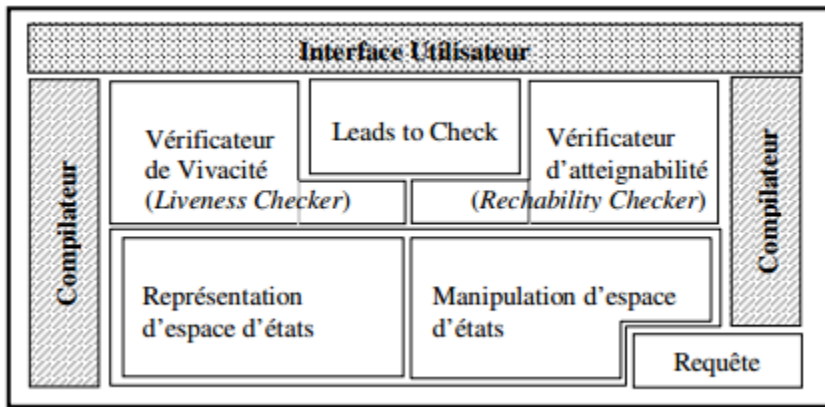 Interface Utilisateur
Compilateur
Vérificateur
de Vivacité
(Liveness Checker)
Leads to Check
Vérificateur
d'atteignabilité
(Rechability Checker)
Compilateur
Représentation
d'espace d'états
Manipulation d'espace
d'états
Requête